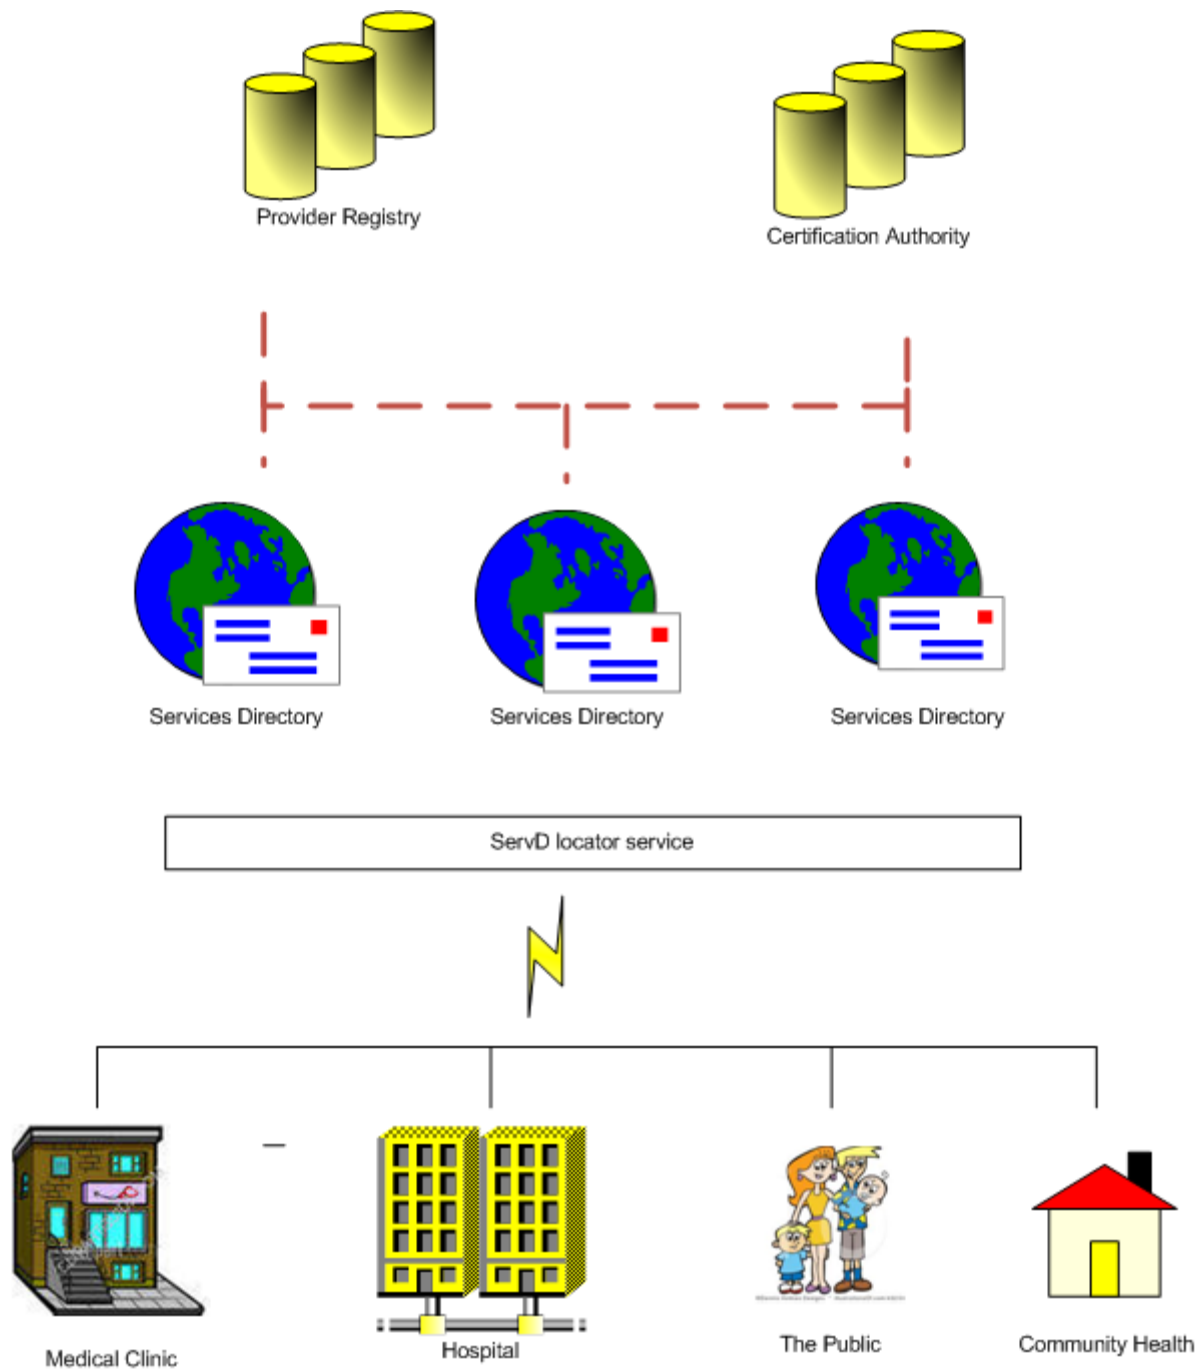 Provider Registry
Certification Authority
Services Directory
Services Directory
Services Directory
ServD locator service
Medical Clinic
Hospital
The Public
Community Health